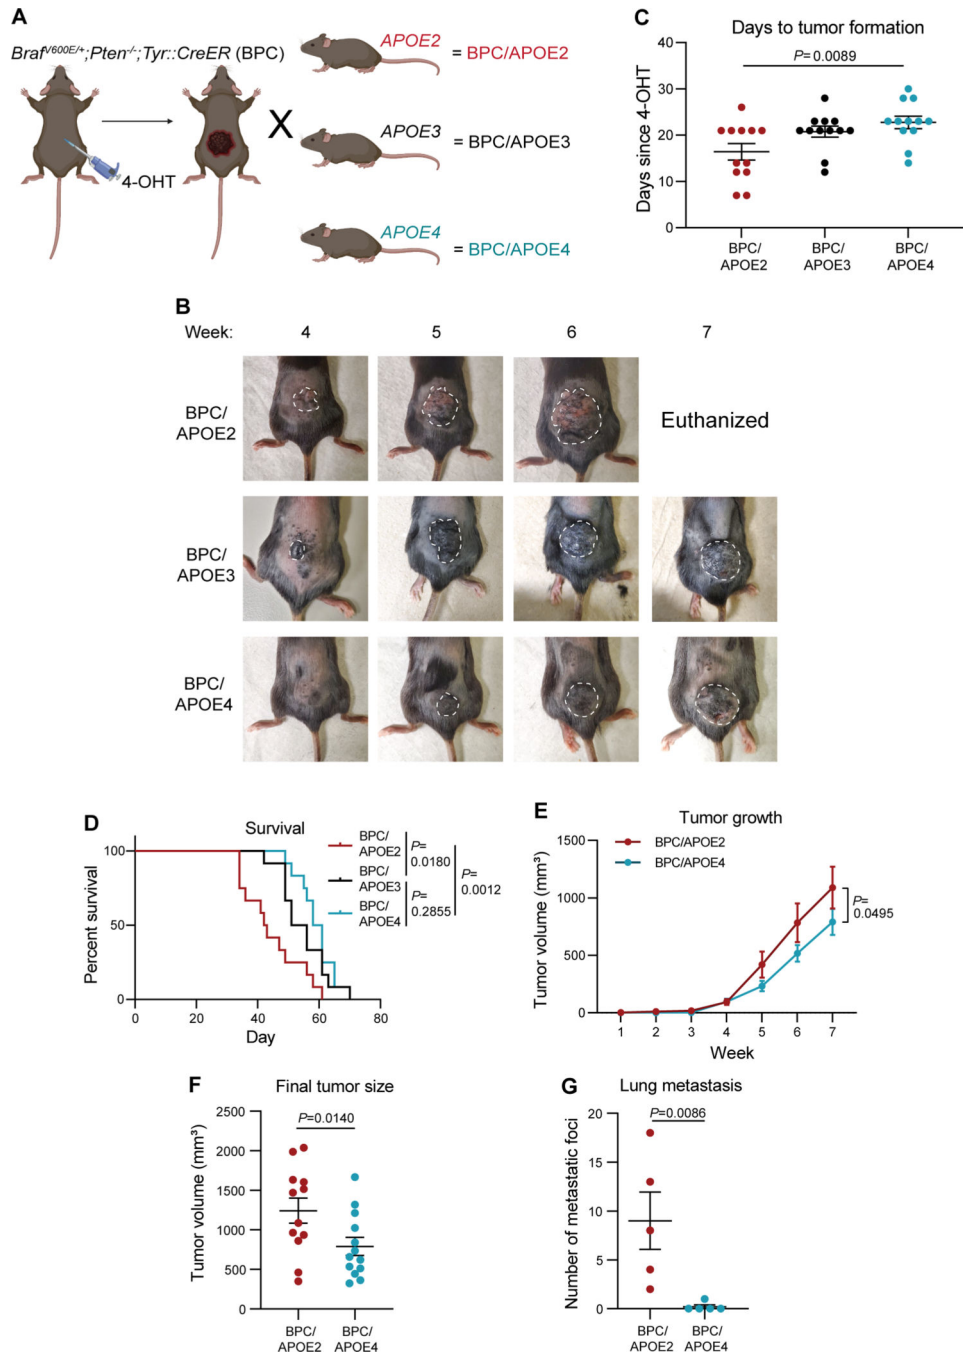 A
Braf^V600E/+;Pten^-/-;Tyr::CreER (BPC)
4-OHT
X
APOE2
= BPC/APOE2
APOE3
= BPC/APOE3
APOE4
= BPC/APOE4
C
Days to tumor formation
P=0.0089
Days since 4-OHT
40
30
20
10
0
BPC/ BPC/ BPC/
APOE2 APOE3 APOE4
B
Week: 4 5 6 7
BPC/
APOE2
Euthanized
BPC/
APOE3
BPC/
APOE4
D
Survival
Percent survival
100
50
0
0 20 40 60 80
Day
BPC/
APOE2
BPC/
APOE3
BPC/
APOE4
P=
0.0180
P=
0.2855
P=
0.0012
E
Tumor growth
BPC/APOE2
BPC/APOE4
Tumor volume (mm³)
1500
1000
500
0
1 2 3 4 5 6 7
Week
P=
0.0495
F
Final tumor size
P=0.0140
Tumor volume (mm³)
2500
2000
1500
1000
500
0
BPC/ BPC/
APOE2 APOE4
G
Lung metastasis
P=0.0086
Number of metastatic foci
20
15
10
5
0
BPC/ BPC/
APOE2 APOE4